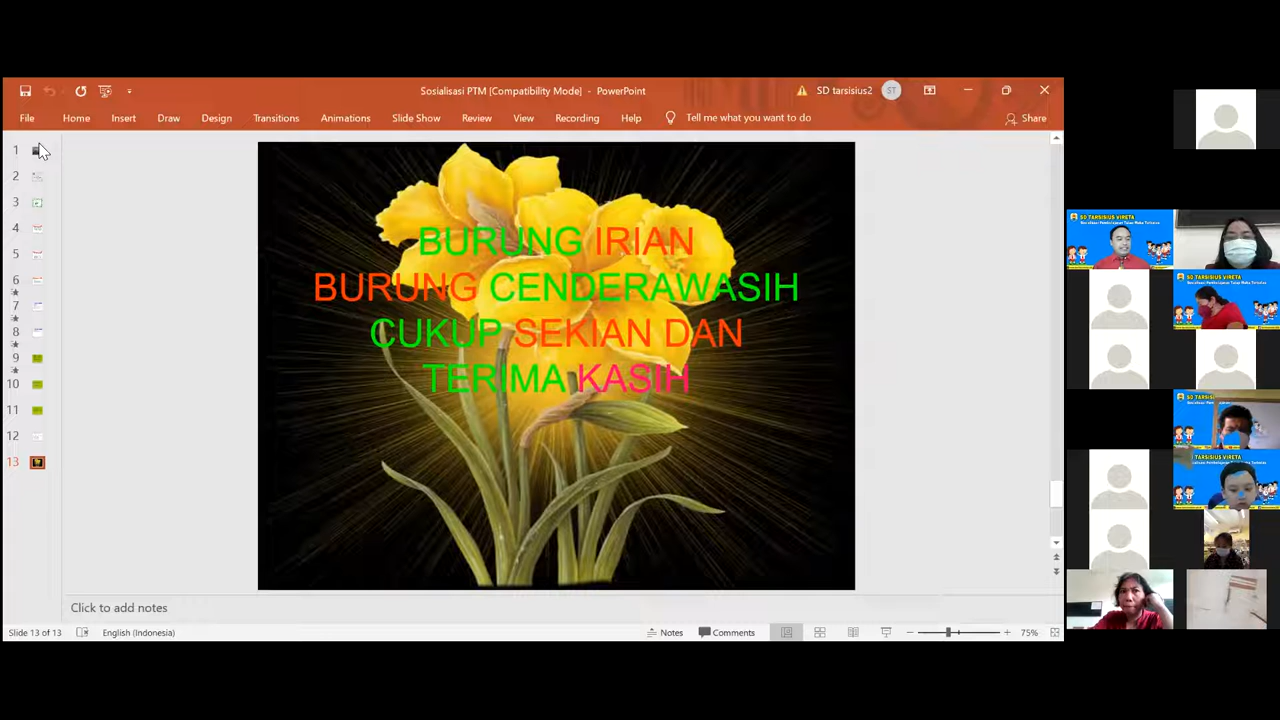 Sosialisasi PTM [Compatibility Mode] - PowerPoint
SD tarsisius2
ST
File Home Insert Draw Design Transitions Animations Slide Show Review View Recording Help Tell me what you want to do Share
1
2
3
4
5
6
7
8
9
10
11
12
13
BURUNG IRIAN
BURUNG CENDERAWASIH
CUKUP SEKIAN DAN
TERIMA KASIH
Click to add notes
Slide 13 of 13 English (Indonesia) Notes Comments 75%
SD TARSISIUS VIRETA
SD TARSISIUS VIRETA
TARSISIUS VIRETA